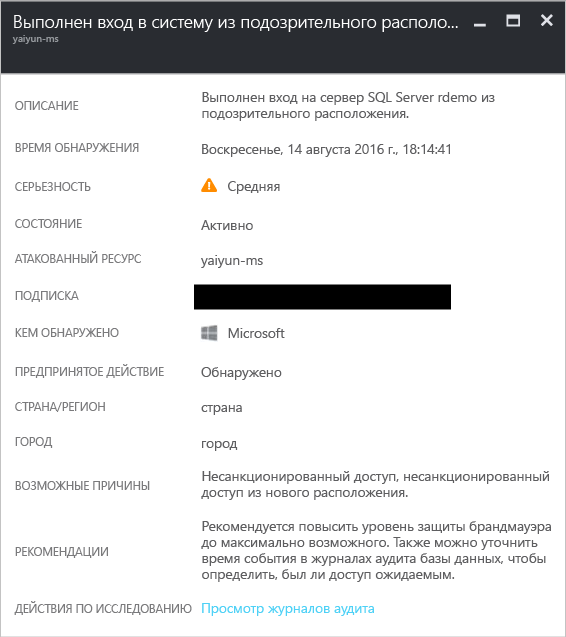 Выполнен вход в систему из подозрительного располо...
yaiyun-ms
ОПИСАНИЕ
Выполнен вход на сервер SQL Server rdemo из
подозрительного расположения.
ВРЕМЯ ОБНАРУЖЕНИЯ
Воскресенье, 14 августа 2016 г., 18:14:41
СЕРЬЕЗНОСТЬ
Средняя
СОСТОЯНИЕ
Активно
АТАКОВАННЫЙ РЕСУРС
yaiyun-ms
ПОДПИСКА
КЕМ ОБНАРУЖЕНО
Microsoft
ПРЕДПРИНЯТОЕ ДЕЙСТВИЕ
Обнаружено
СТРАНА/РЕГИОН
страна
ГОРОД
город
ВОЗМОЖНЫЕ ПРИЧИНЫ
Несанкционированный доступ, несанкционированный
доступ из нового расположения.
РЕКОМЕНДАЦИИ
Рекомендуется повысить уровень защиты брандмауэра
до максимально возможного. Также можно уточнить
время события в журналах аудита базы данных, чтобы
определить, был ли доступ ожидаемым.
ДЕЙСТВИЯ ПО ИССЛЕДОВАНИЮ
Просмотр журналов аудита